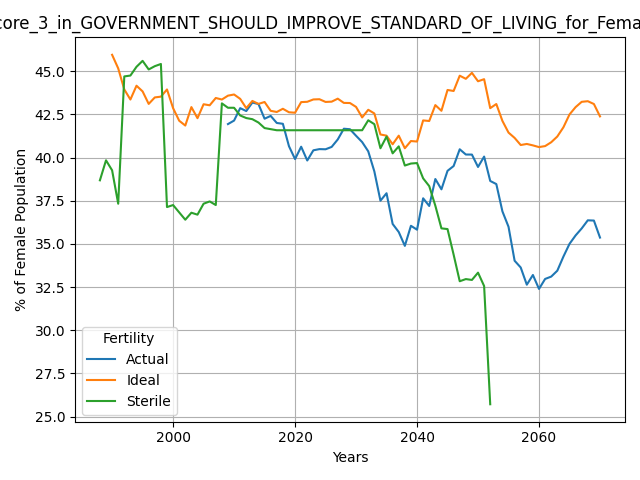 core_3_in_GOVERNMENT_SHOULD_IMPROVE_STANDARD_OF_LIVING_for_Fema
45.0
42.5
40.0
37.5
35.0
32.5
30.0
27.5
25.0
% of Female Population
Fertility
Actual
Ideal
Sterile
2000
2020
2040
2060
Years